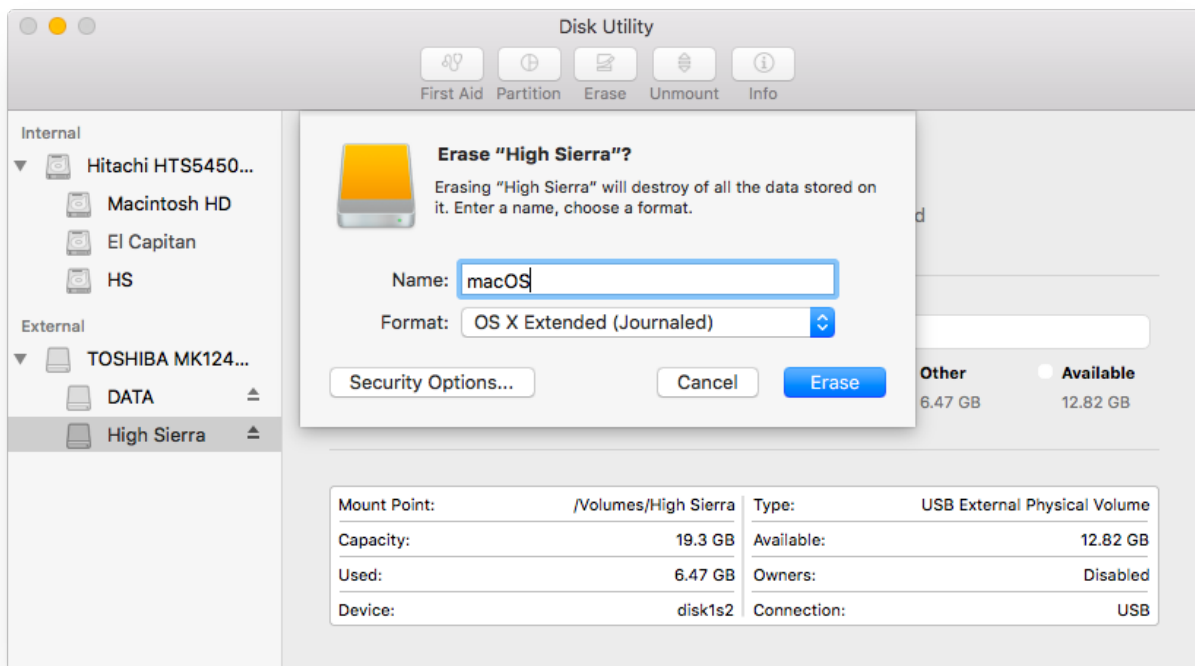 Disk Utility
First Aid Partition Erase Unmount Info
Internal
Hitachi HTS5450...
Macintosh HD
El Capitan
HS
External
TOSHIBA MK124...
DATA
High Sierra
Erase “High Sierra”?
Erasing “High Sierra” will destroy of all the data stored on
it. Enter a name, choose a format.
Name: macOS
Format: OS X Extended (Journaled)
Security Options... Cancel Erase
d
Other Available
6.47 GB 12.82 GB
Mount Point: /Volumes/High Sierra Type: USB External Physical Volume
Capacity: 19.3 GB Available: 12.82 GB
Used: 6.47 GB Owners: Disabled
Device: disk1s2 Connection: USB